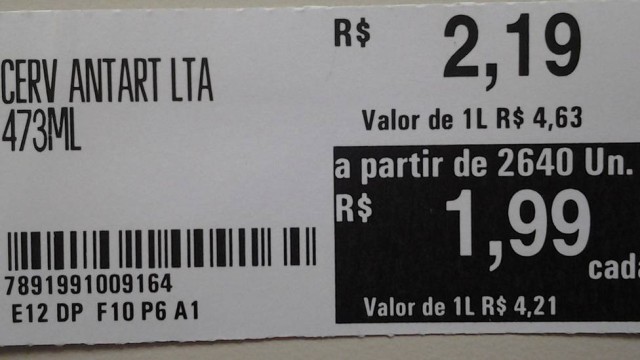 CERV ANTART LTA
473ML
R$ 2,19
Valor de 1L R$ 4,63
a partir de 2640 Un.
R$ 1,99
cada
Valor de 1L R$ 4,21
7891991009164
E12 DP F10 P6 A1